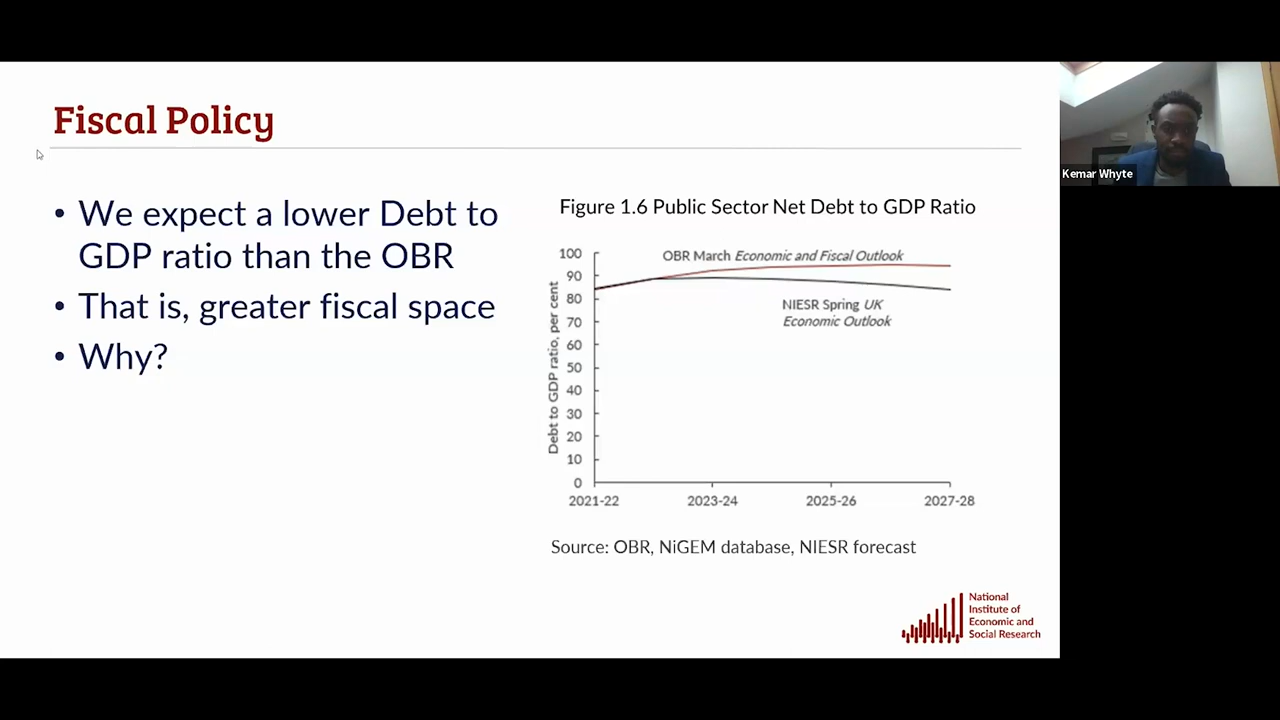 Fiscal Policy
• We expect a lower Debt to
GDP ratio than the OBR
• That is, greater fiscal space
• Why?
Figure 1.6 Public Sector Net Debt to GDP Ratio
Debt to GDP ratio, per cent
100
90
80
70
60
50
40
30
20
10
0
OBR March Economic and Fiscal Outlook
NIESR Spring UK
Economic Outlook
2021-22 2023-24 2025-26 2027-28
Source: OBR, NiGEM database, NIESR forecast
National
Institute of
Economic and
Social Research
Kemar Whyte